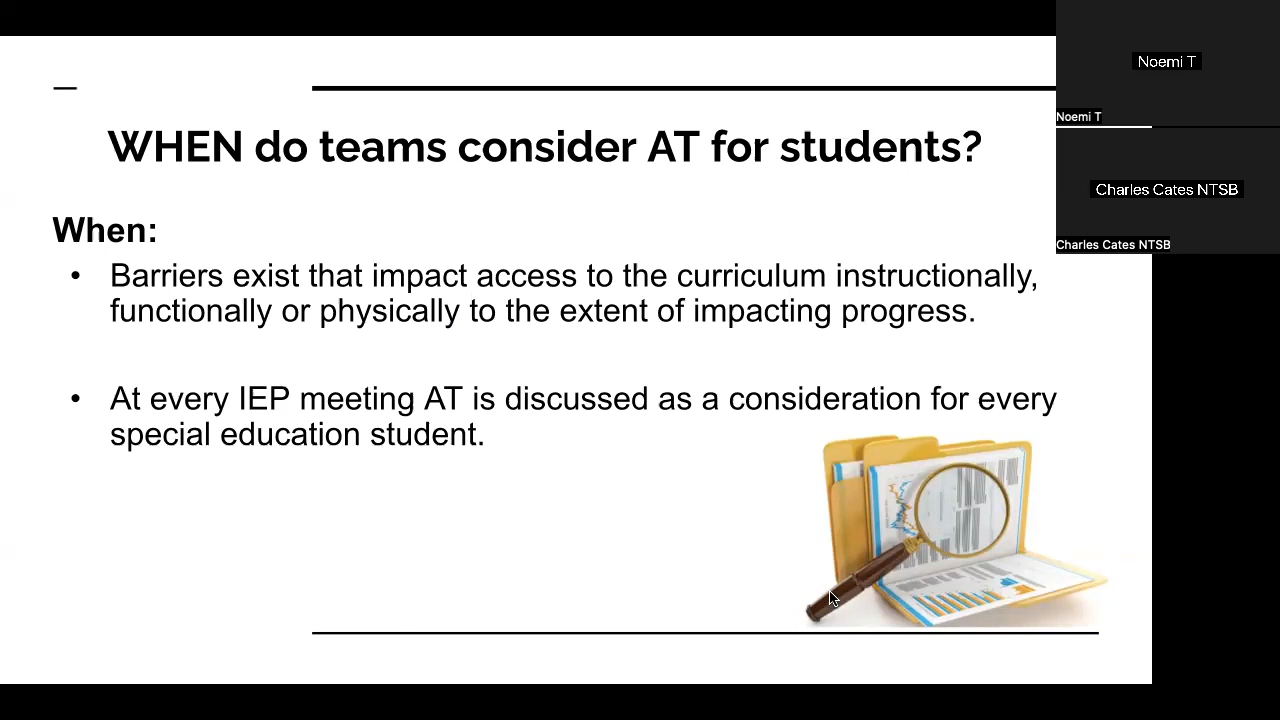 WHEN do teams consider AT for students?
When:
• Barriers exist that impact access to the curriculum instructionally,
functionally or physically to the extent of impacting progress.
• At every IEP meeting AT is discussed as a consideration for every
special education student.
Noemi T
Noemi T
Charles Cates NTSB
Charles Cates NTSB